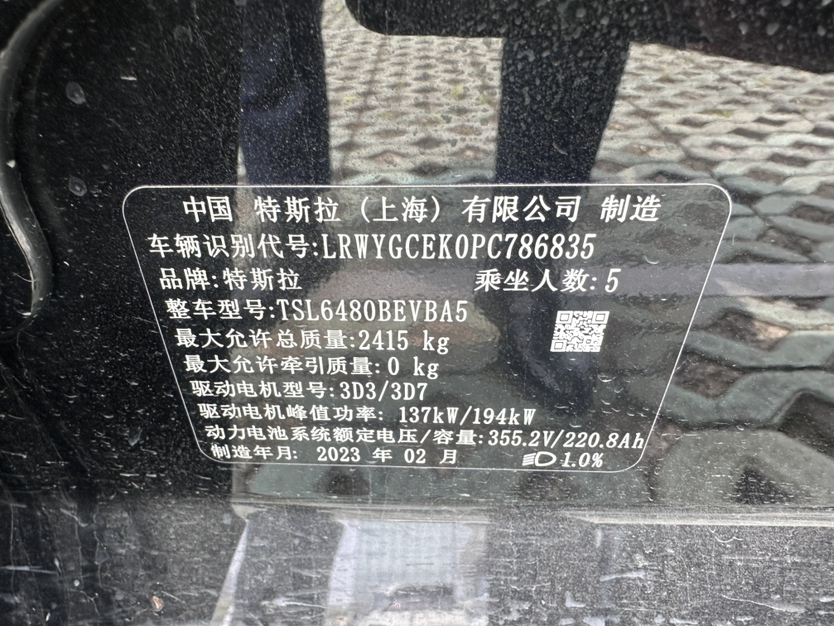 中国 特斯拉 (上海) 有限公司 制造
车辆识别代号:LRWYGCEK0PC786835
品牌:特斯拉 乘坐人数:5
整车型号:TSL6480BEVBA5
最大允许总质量:2415 kg
最大允许牵引质量:0 kg
驱动电机型号:3D3/3D7
驱动电机峰值功率: 137kW/194kW
动力电池系统额定电压/容量:355.2V/220.8Ah
制造年月: 2023 年 02 月 1.0%